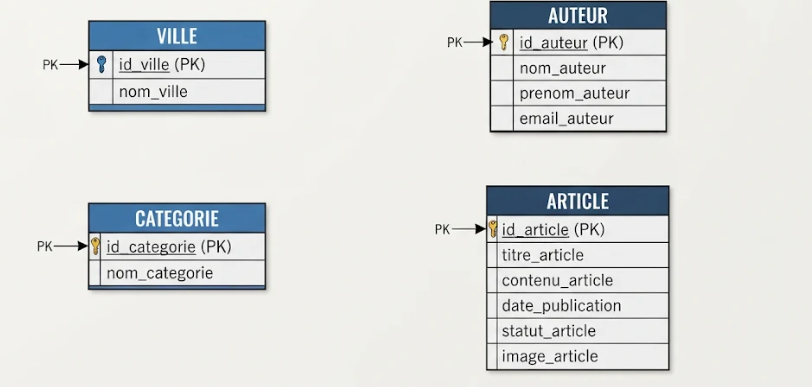 VILLE
PK
id_ville (PK)
nom_ville
AUTEUR
PK
id_auteur (PK)
nom_auteur
prenom_auteur
email_auteur
CATEGORIE
PK
id_categorie (PK)
nom_categorie
ARTICLE
PK
id_article (PK)
titre_article
contenu_article
date_publication
statut_article
image_article